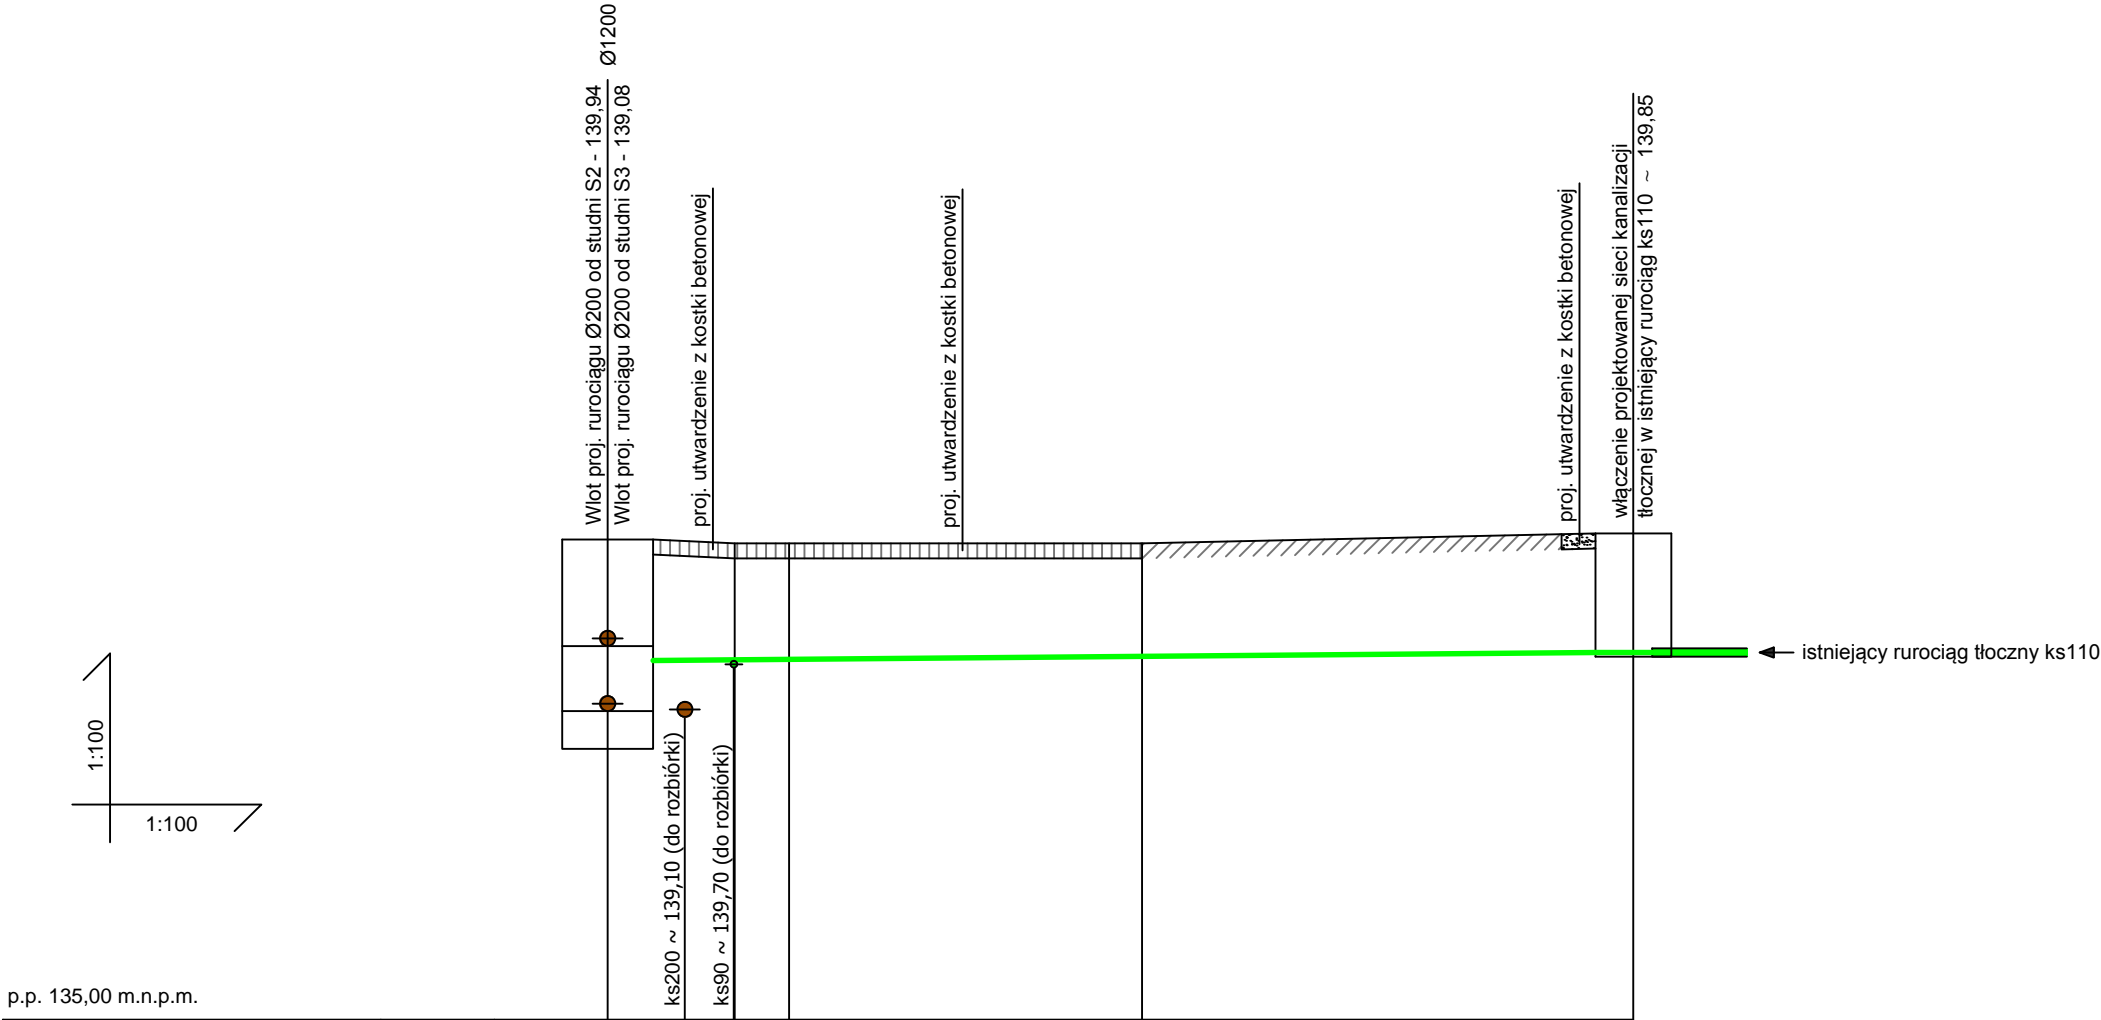 Ø1200
Wlot proj. rurociągu Ø200 od studni S2 - 139,94
Wlot proj. rurociągu Ø200 od studni S3 - 139,08
proj. utwardzenie z kostki betonowej
proj. utwardzenie z kostki betonowej
proj. utwardzenie z kostki betonowej
włączenie projektowanej sieci kanalizacji
tłocznej w istniejący rurociąg ks110 ~ 139,85
istniejący rurociąg tłoczny ks110
1:100
1:100
ks200 ~ 139,10 (do rozbiórki)
ks90 ~ 139,70 (do rozbiórki)
p.p. 135,00 m.n.p.m.